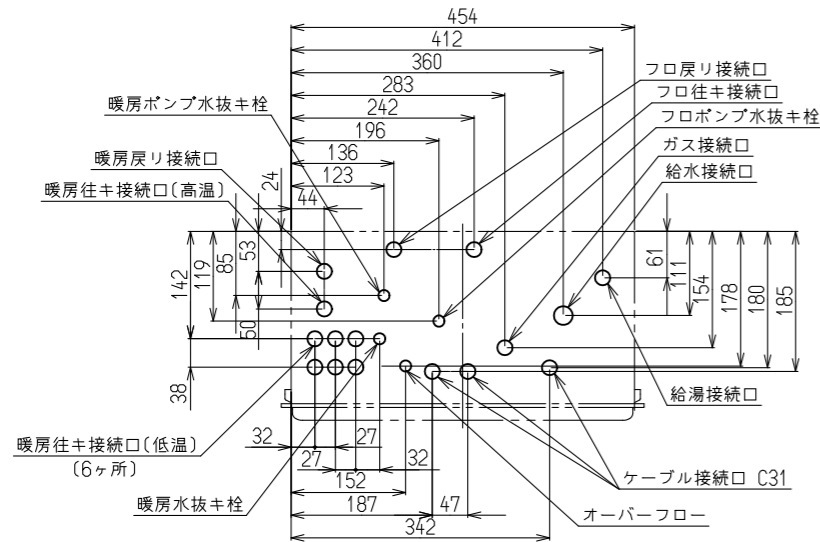 454
412
360
フロ戻リ接続口
283
フロ往キ接続口
暖房ポンプ水抜キ栓
242
フロポンプ水抜キ栓
196
ガス接続口
暖房戻リ接続口
136
給水接続口
暖房往キ接続口(高温)
24
123
44
142
119
85
53
50
61
111
154
178
180
185
38
給湯接続口
暖房往キ接続口(低温)
(6ヶ所)
32
27
27
32
152
ケーブル接続口 C31
暖房水抜キ栓
187
47
オーバーフロー
342